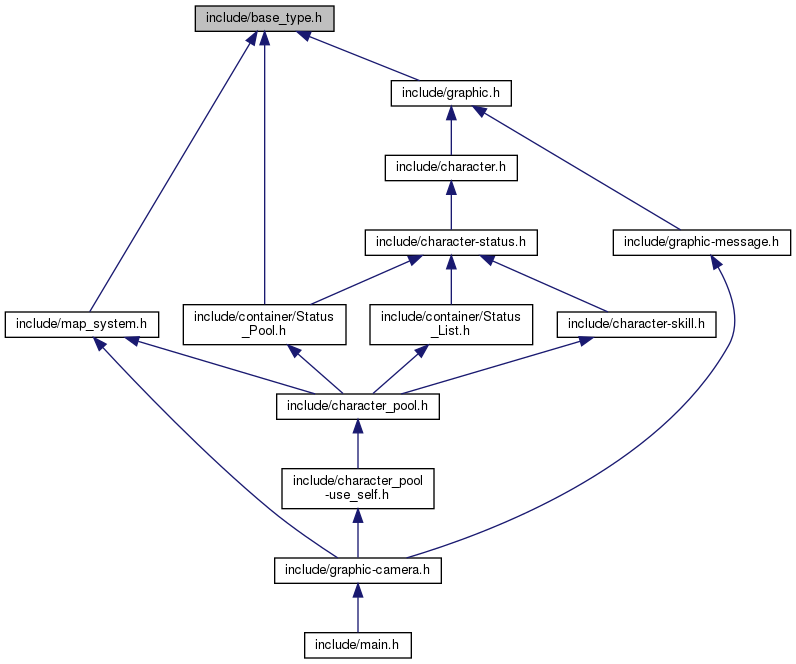 include/base_type.h
include/graphic.h
include/character.h
include/character-status.h
include/graphic-message.h
include/map_system.h
include/container/Status
_Pool.h
include/container/Status
_List.h
include/character-skill.h
include/character_pool.h
include/character_pool
-use_self.h
include/graphic-camera.h
include/main.h